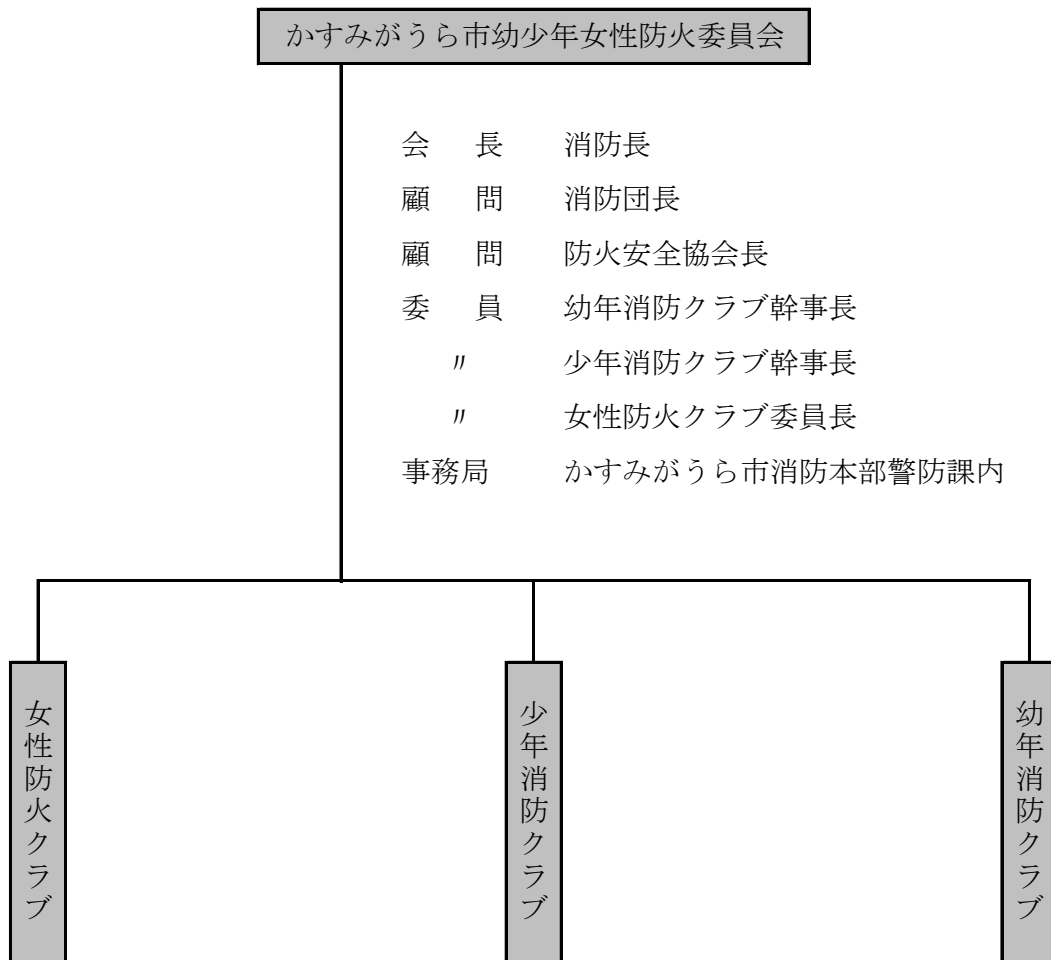 かすみがうら市幼少年女性防火委員会
会　長　消防長
顧　問　消防団長
顧　問　防火安全協会長
委　員　幼年消防クラブ幹事長
〃　少年消防クラブ幹事長
〃　女性防火クラブ委員長
事務局　かすみがうら市消防本部警防課内
女性防火クラブ
少年消防クラブ
幼年消防クラブ